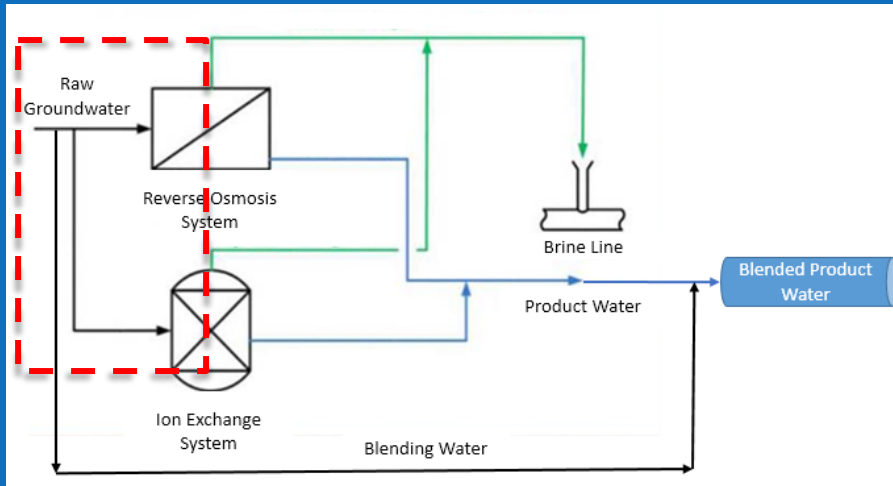 Raw
Groundwater
Reverse Osmosis
System
Brine Line
Blended Product
Water
Product Water
Ion Exchange
System
Blending Water